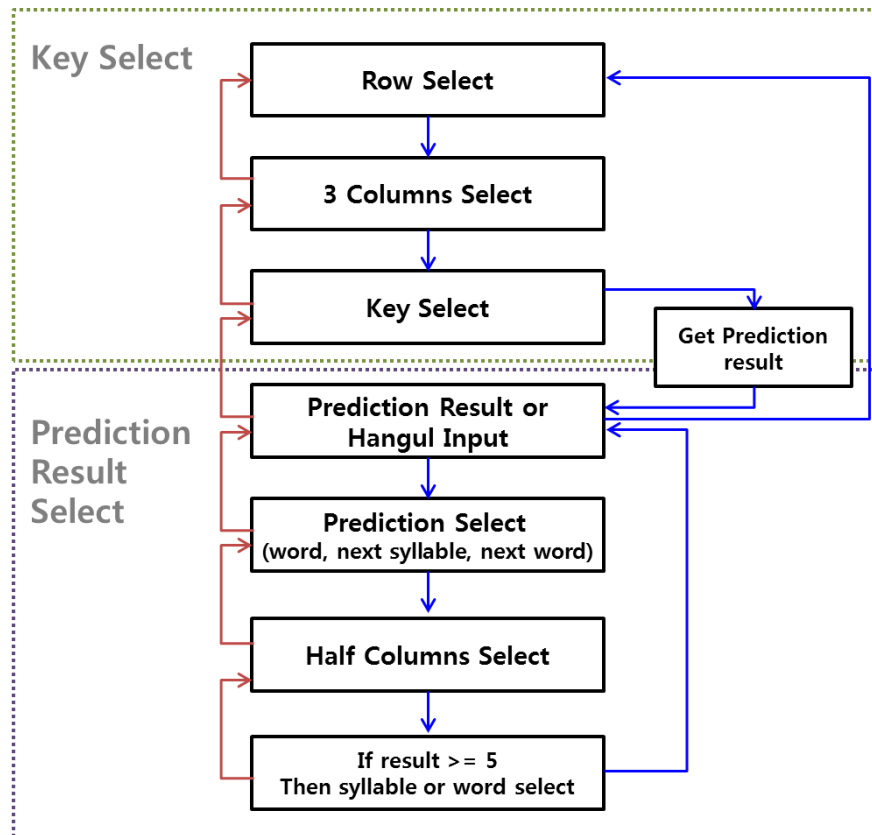 Key Select
Row Select
3 Columns Select
Key Select
Get Prediction
result
Prediction
Result
Select
Prediction Result or
Hangul Input
Prediction Select
(word, next syllable, next word)
Half Columns Select
If result >= 5
Then syllable or word select